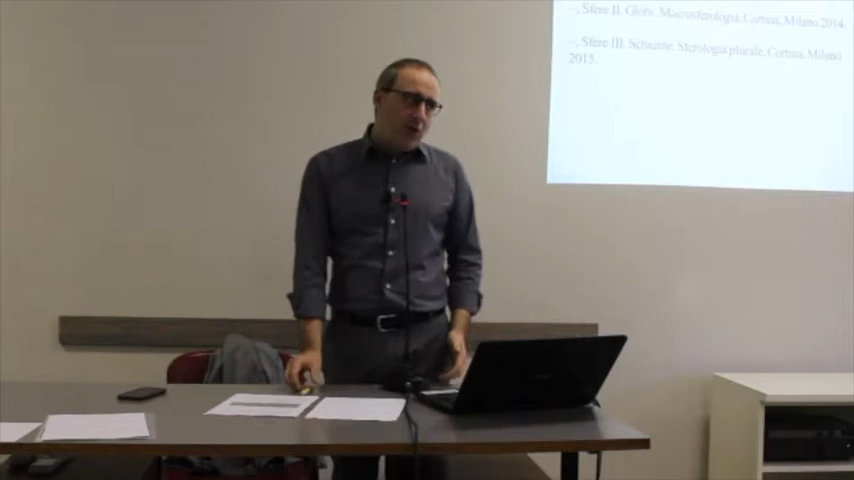 –, Sfere II. Globi. Macrosferologia, Cortina, Milano 2014.
–, Sfere III. Schiume. Sferologia plurale, Cortina, Milano
2015.